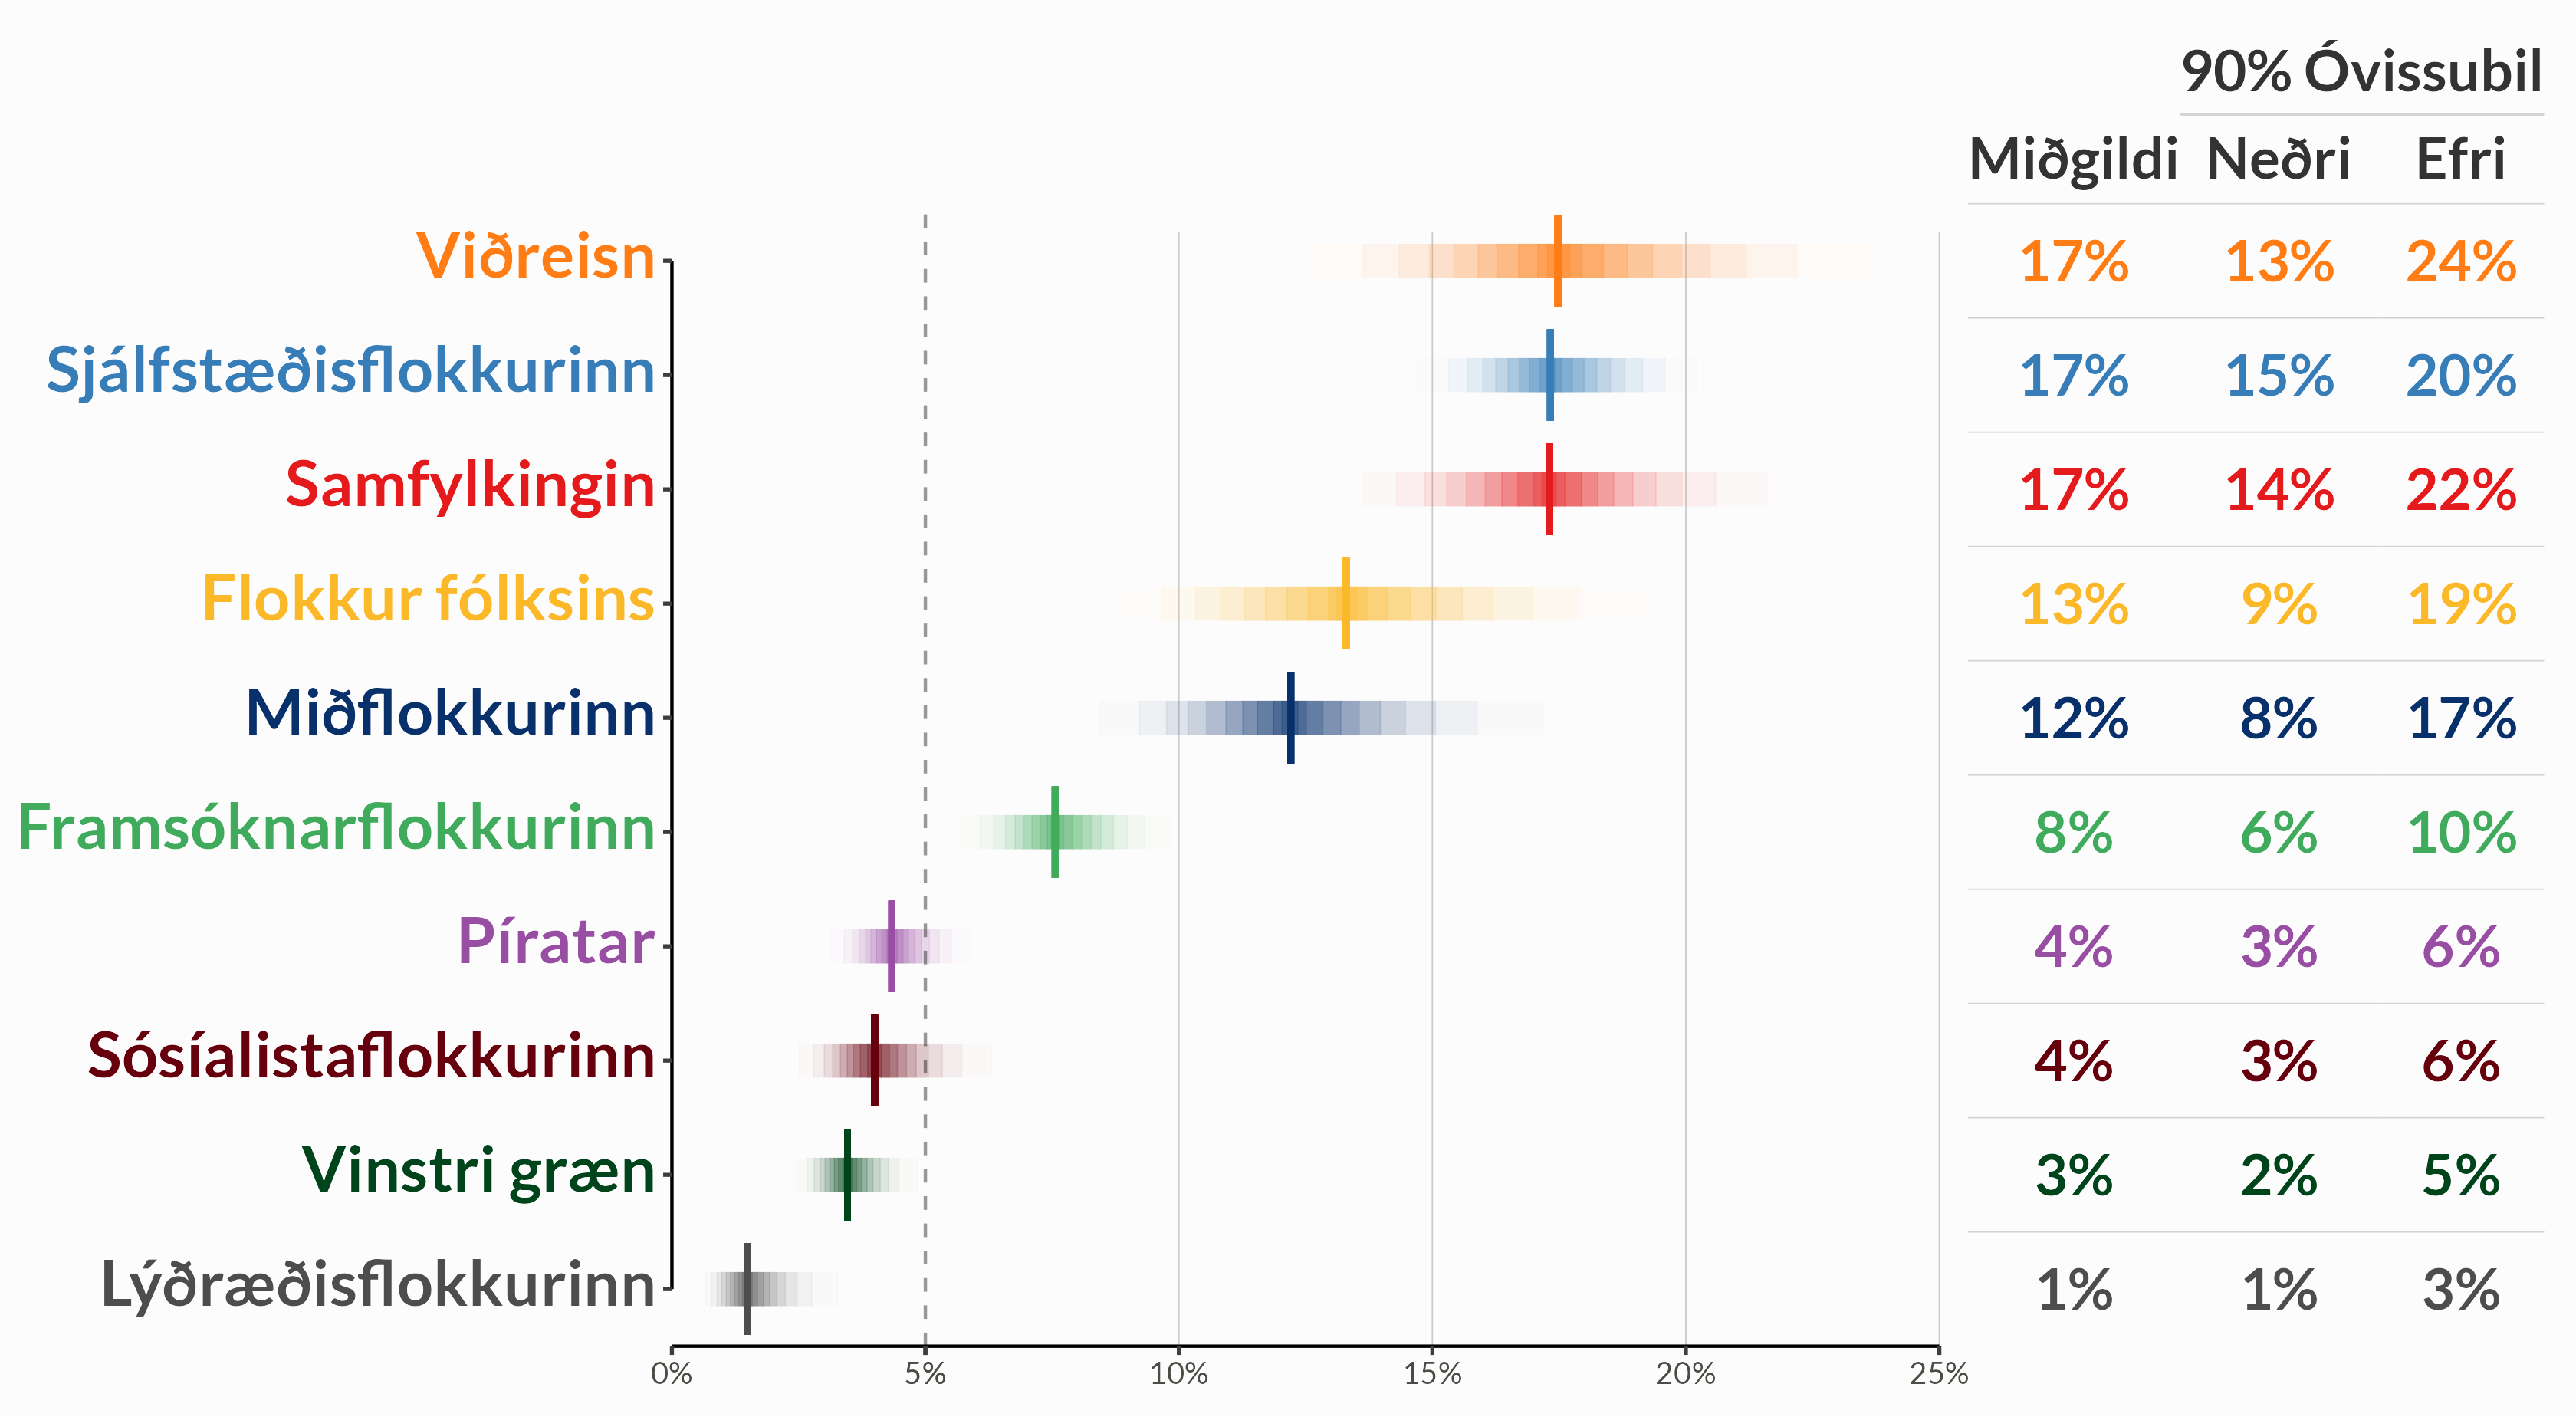 90% Óvissubil
Miðgildi Neðri Efri
Viðreisn 17% 13% 24%
Sjálfstæðisflokkurinn 17% 15% 20%
Samfylkingin 17% 14% 22%
Flokkur fólksins 13% 9% 19%
Miðflokkurinn 12% 8% 17%
Framsóknarflokkurinn 8% 6% 10%
Píratar 4% 3% 6%
Sósíalistaflokkurinn 4% 3% 6%
Vinstri græn 3% 2% 5%
Lýðræðisflokkurinn 1% 1% 3%
0% 5% 10% 15% 20% 25%